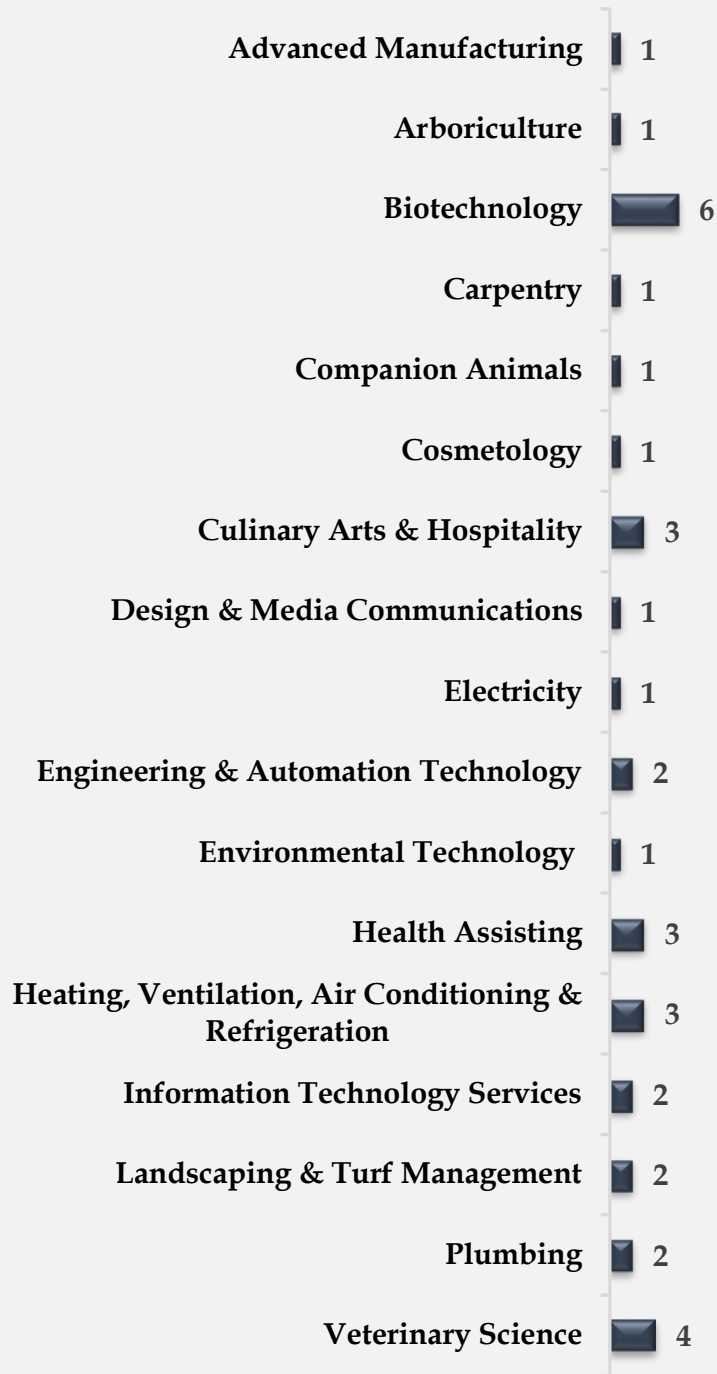 Advanced Manufacturing 1
Arboriculture 1
Biotechnology 6
Carpentry 1
Companion Animals 1
Cosmetology 1
Culinary Arts & Hospitality 3
Design & Media Communications 1
Electricity 1
Engineering & Automation Technology 2
Environmental Technology 1
Health Assisting 3
Heating, Ventilation, Air Conditioning &
Refrigeration 3
Information Technology Services 2
Landscaping & Turf Management 2
Plumbing 2
Veterinary Science 4